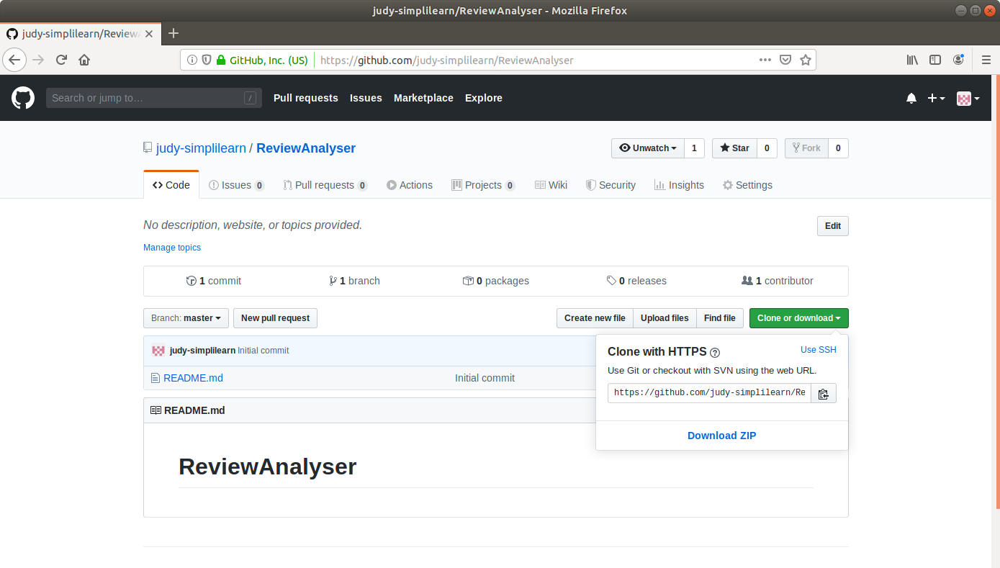 judy-simplilearn/ReviewAnalyser - Mozilla Firefox
judy-simplilearn/ReviewA
GitHub, Inc. (US) https://github.com/judy-simplilearn/ReviewAnalyser
Search or jump to… / Pull requests Issues Marketplace Explore
judy-simplilearn / ReviewAnalyser Unwatch 1 Star 0 Fork 0
Code Issues 0 Pull requests 0 Actions Projects 0 Wiki Security Insights Settings
No description, website, or topics provided. Edit
Manage topics
1 commit 1 branch 0 packages 0 releases 1 contributor
Branch: master New pull request Create new file Upload files Find file Clone or download
judy-simplilearn Initial commit
README.md Initial commit
Clone with HTTPS ? Use SSH
Use Git or checkout with SVN using the web URL.
https://github.com/judy-simplilearn/Re
Download ZIP
README.md
ReviewAnalyser